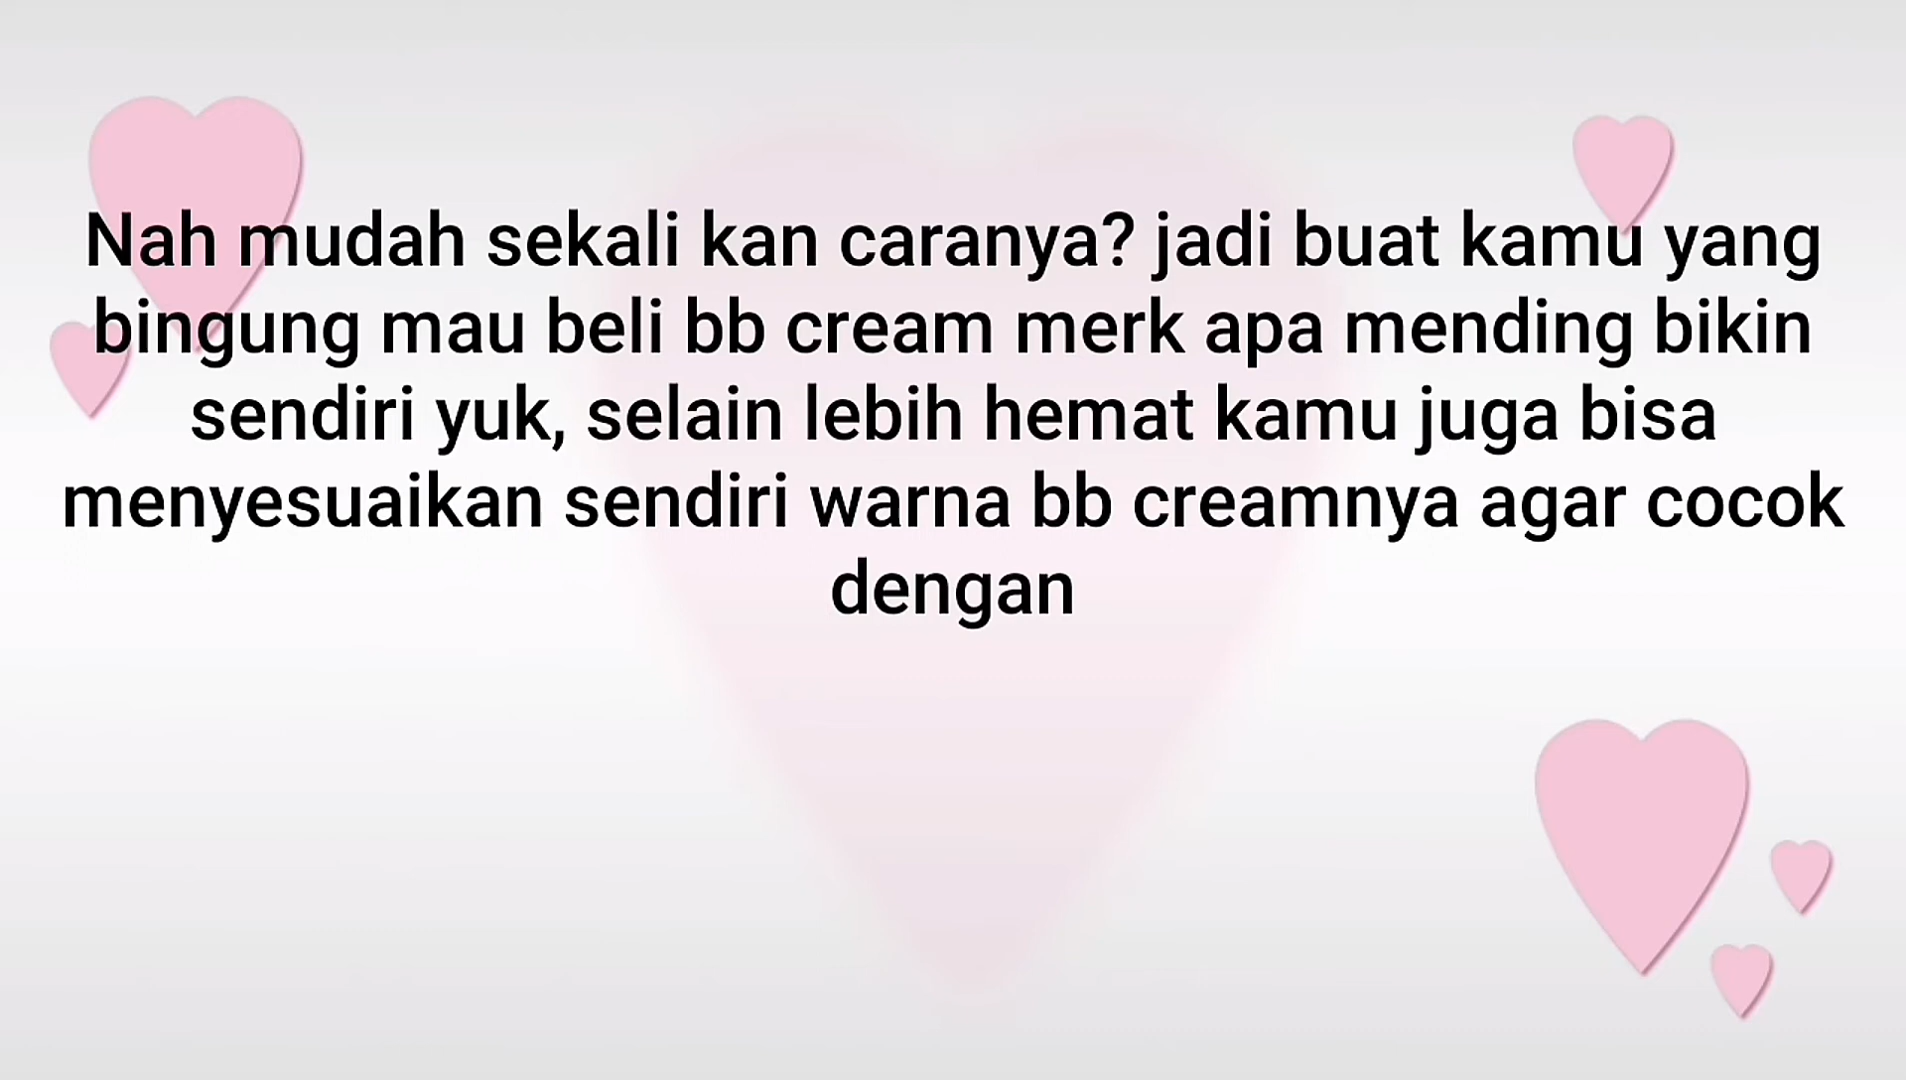 Nah mudah sekali kan caranya? jadi buat kamu yang
bingung mau beli bb cream merk apa mending bikin
sendiri yuk, selain lebih hemat kamu juga bisa
menyesuaikan sendiri warna bb creamnya agar cocok
dengan